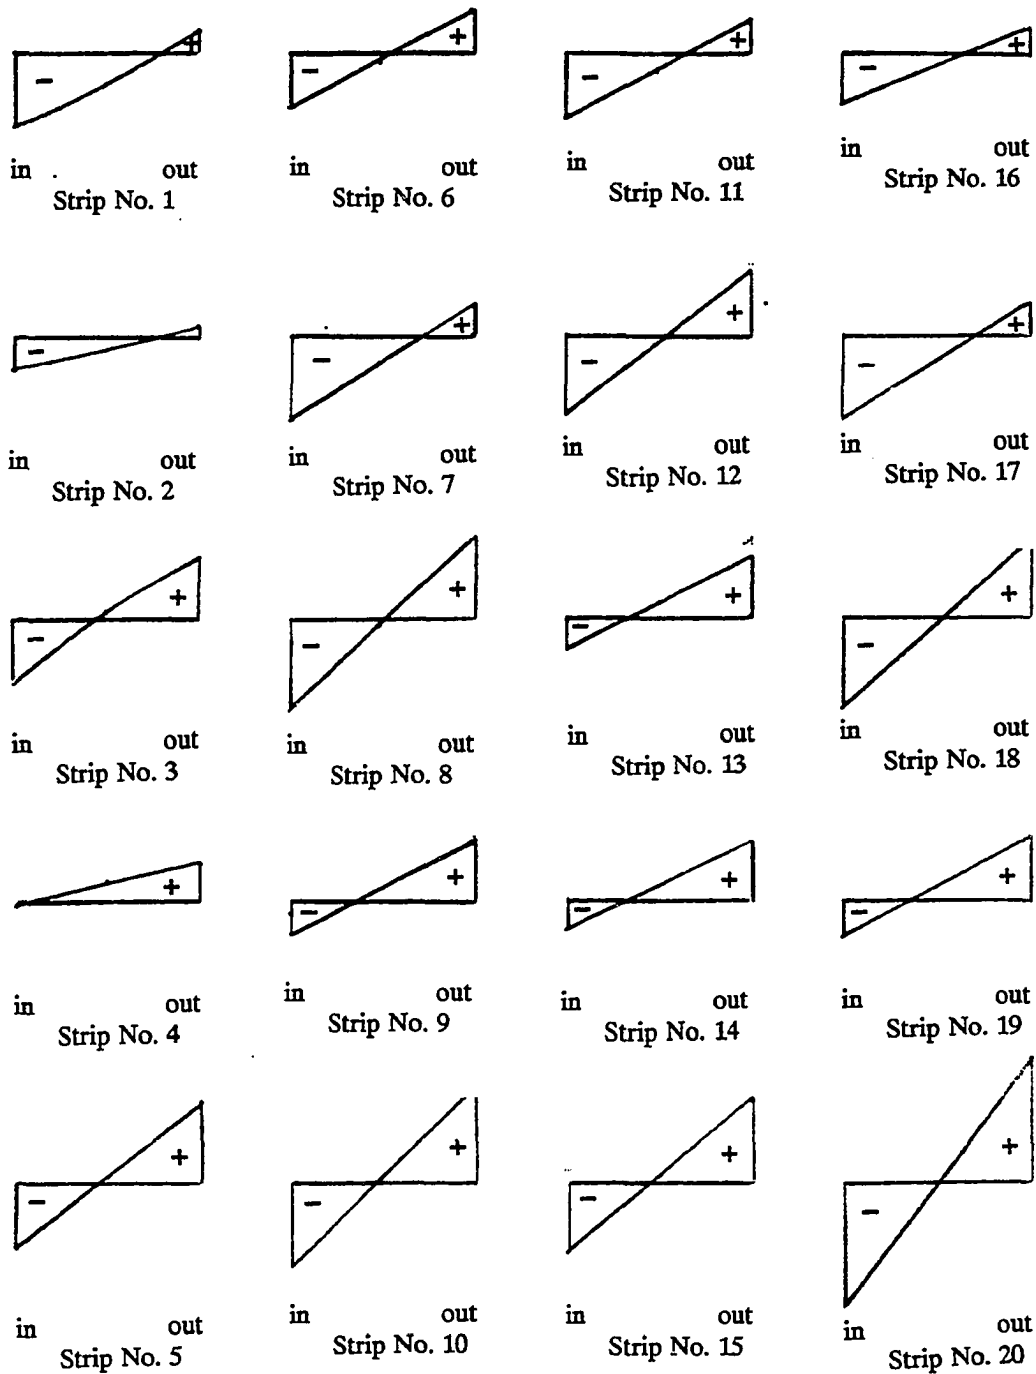 + + + +
− − − −
in out in out in out in out
Strip No. 1 Strip No. 6 Strip No. 11 Strip No. 16
+ + +
− − − −
in out in out in out in out
Strip No. 2 Strip No. 7 Strip No. 12 Strip No. 17
+ + + +
− − − −
in out in out in out in out
Strip No. 3 Strip No. 8 Strip No. 13 Strip No. 18
+ + + +
− − −
in out in out in out in out
Strip No. 4 Strip No. 9 Strip No. 14 Strip No. 19
+ + + +
− − − −
in out in out in out in out
Strip No. 5 Strip No. 10 Strip No. 15 Strip No. 20